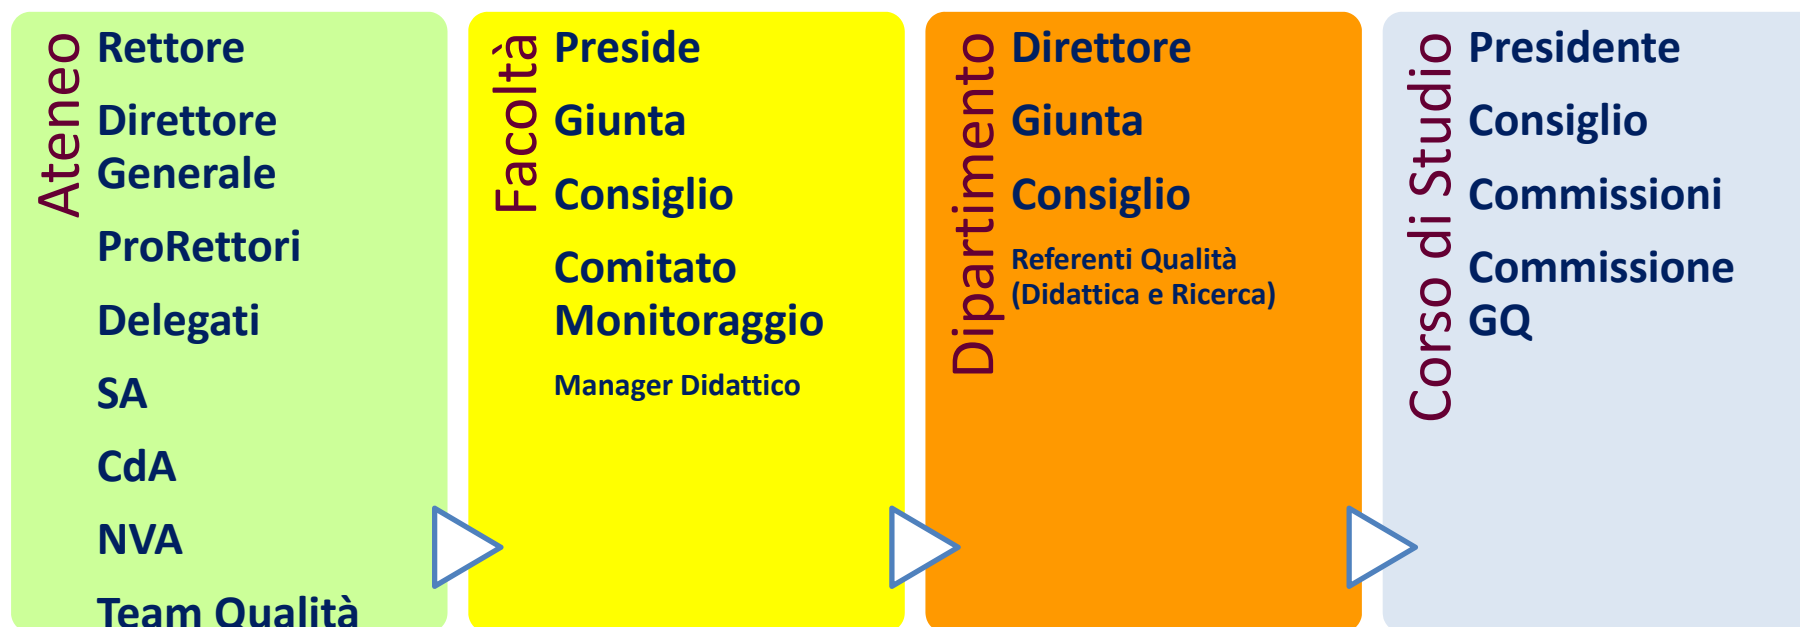 Ateneo
Rettore
Direttore
Generale
ProRettori
Delegati
SA
CdA
NVA
Team Qualità
Facoltà
Preside
Giunta
Consiglio
Comitato
Monitoraggio
Manager Didattico
Dipartimento
Direttore
Giunta
Consiglio
Referenti Qualità
(Didattica e Ricerca)
Corso di Studio
Presidente
Consiglio
Commissioni
Commissione
GQ